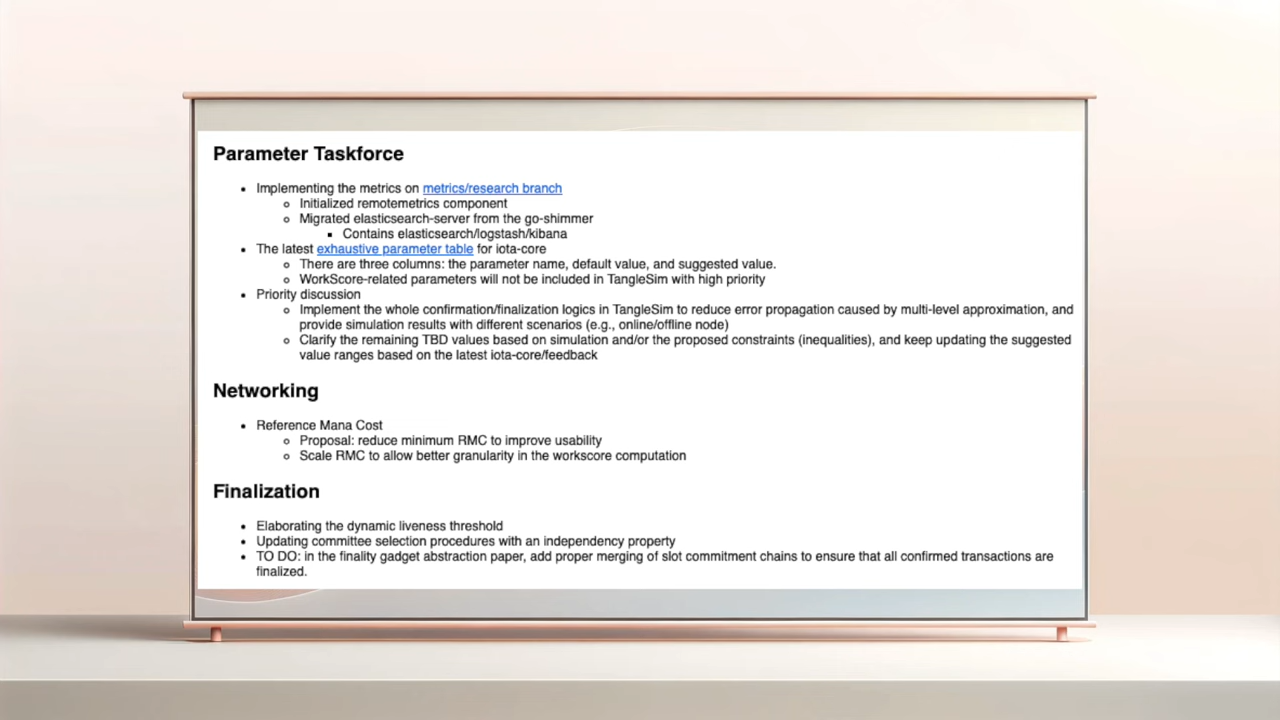 Parameter Taskforce
• Implementing the metrics on metrics/research branch
◦ Initialized remotemetrics component
◦ Migrated elasticsearch-server from the go-shimmer
▪ Contains elasticsearch/logstash/kibana
• The latest exhaustive parameter table for iota-core
◦ There are three columns: the parameter name, default value, and suggested value.
◦ WorkScore-related parameters will not be included in TangleSim with high priority
• Priority discussion
◦ Implement the whole confirmation/finalization logics in TangleSim to reduce error propagation caused by multi-level approximation, and
provide simulation results with different scenarios (e.g., online/offline node)
◦ Clarify the remaining TBD values based on simulation and/or the proposed constraints (inequalities), and keep updating the suggested
value ranges based on the latest iota-core/feedback
Networking
• Reference Mana Cost
◦ Proposal: reduce minimum RMC to improve usability
◦ Scale RMC to allow better granularity in the workscore computation
Finalization
• Elaborating the dynamic liveness threshold
• Updating committee selection procedures with an independency property
• TO DO: in the finality gadget abstraction paper, add proper merging of slot commitment chains to ensure that all confirmed transactions are
finalized.